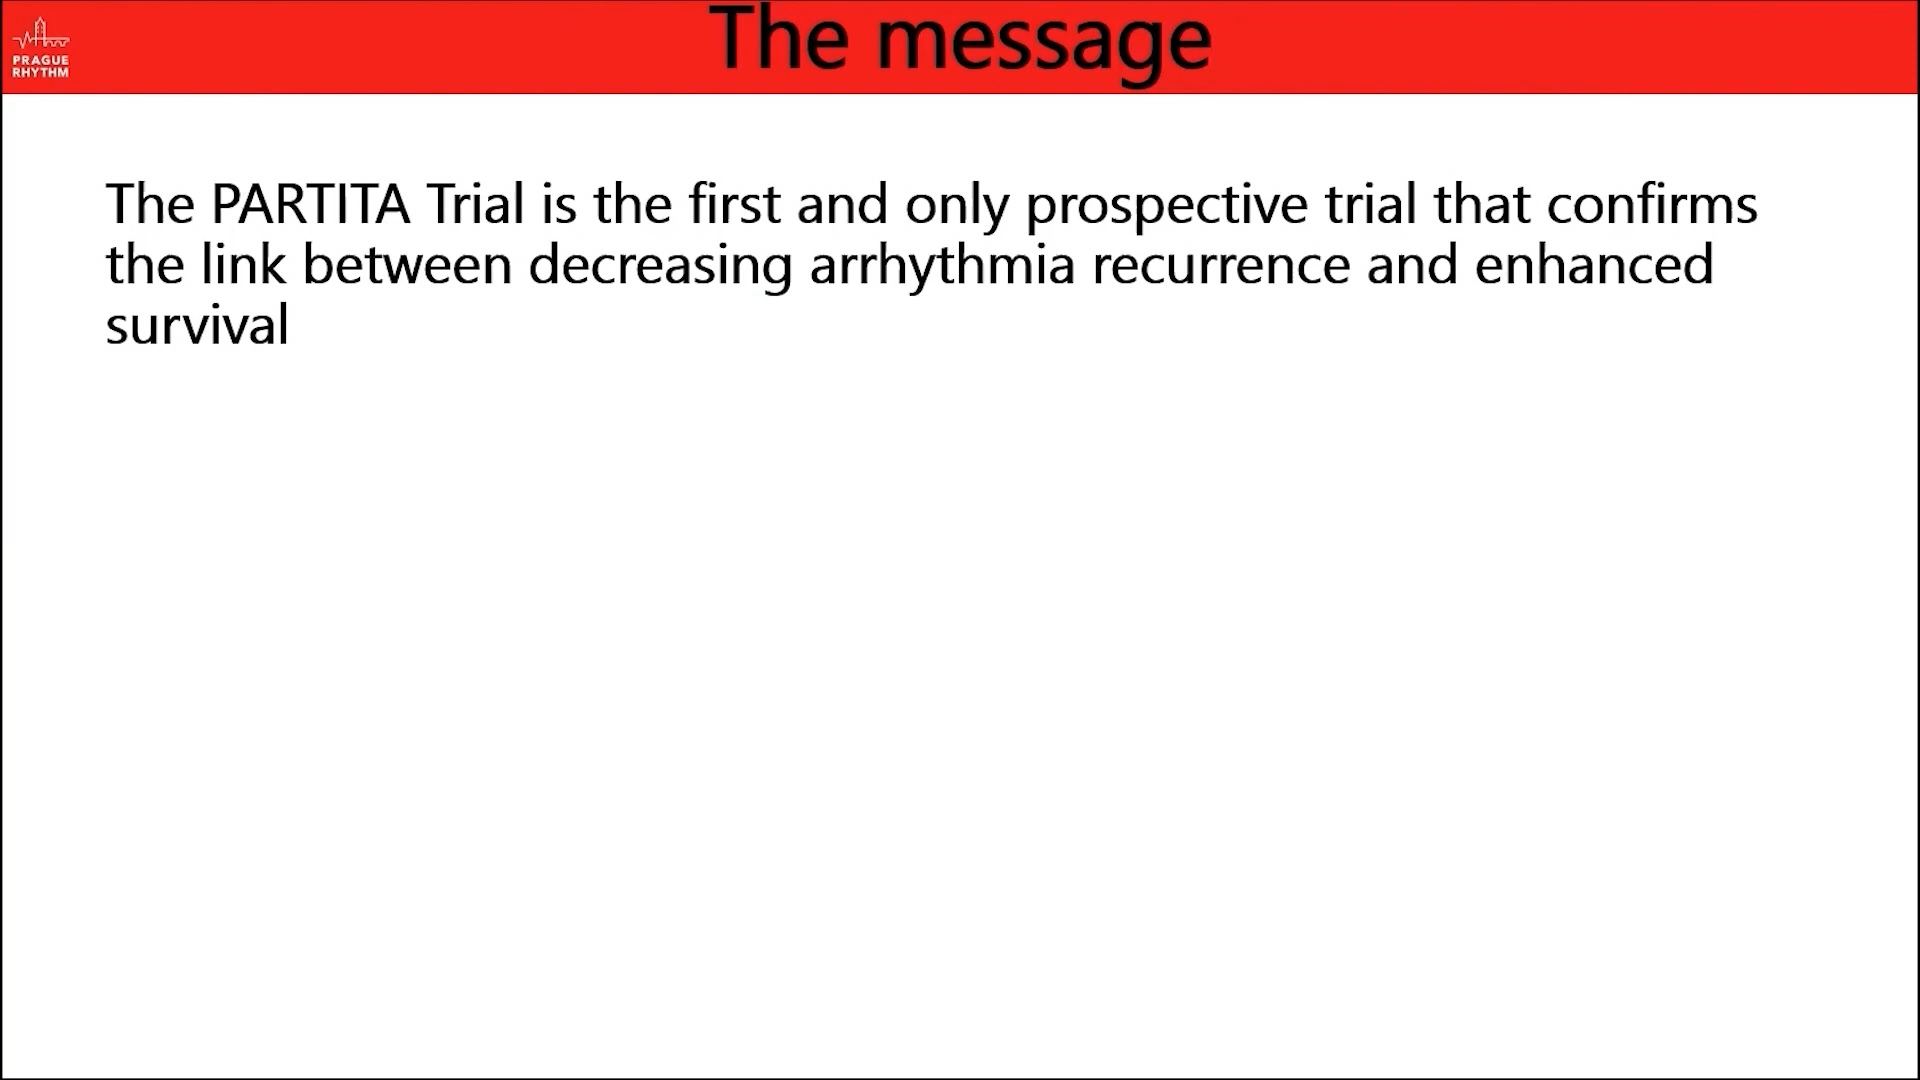 PRAGUE
RHYTHM
The message
The PARTITA Trial is the first and only prospective trial that confirms
the link between decreasing arrhythmia recurrence and enhanced
survival